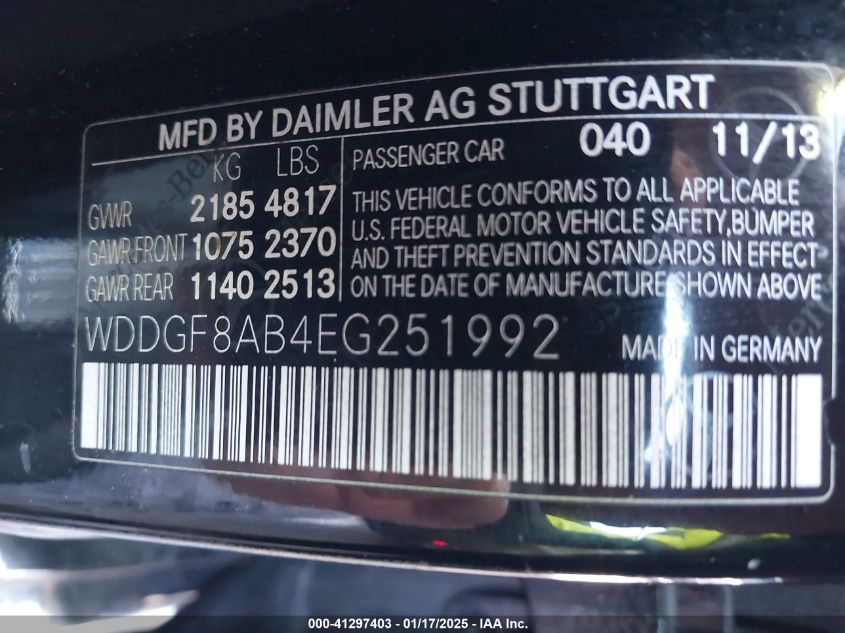 MFD BY DAIMLER AG STUTTGART
KG LBS
GVWR 2185 4817
GAWR FRONT 1075 2370
GAWR REAR 1140 2513
PASSENGER CAR 040 11/13
THIS VEHICLE CONFORMS TO ALL APPLICABLE
U.S. FEDERAL MOTOR VEHICLE SAFETY,BUMPER
AND THEFT PREVENTION STANDARDS IN EFFECT
ON THE DATE OF MANUFACTURE SHOWN ABOVE
WDDGF8AB4EG251992 MADE IN GERMANY
000-41297403 - 01/17/2025 - IAA Inc.